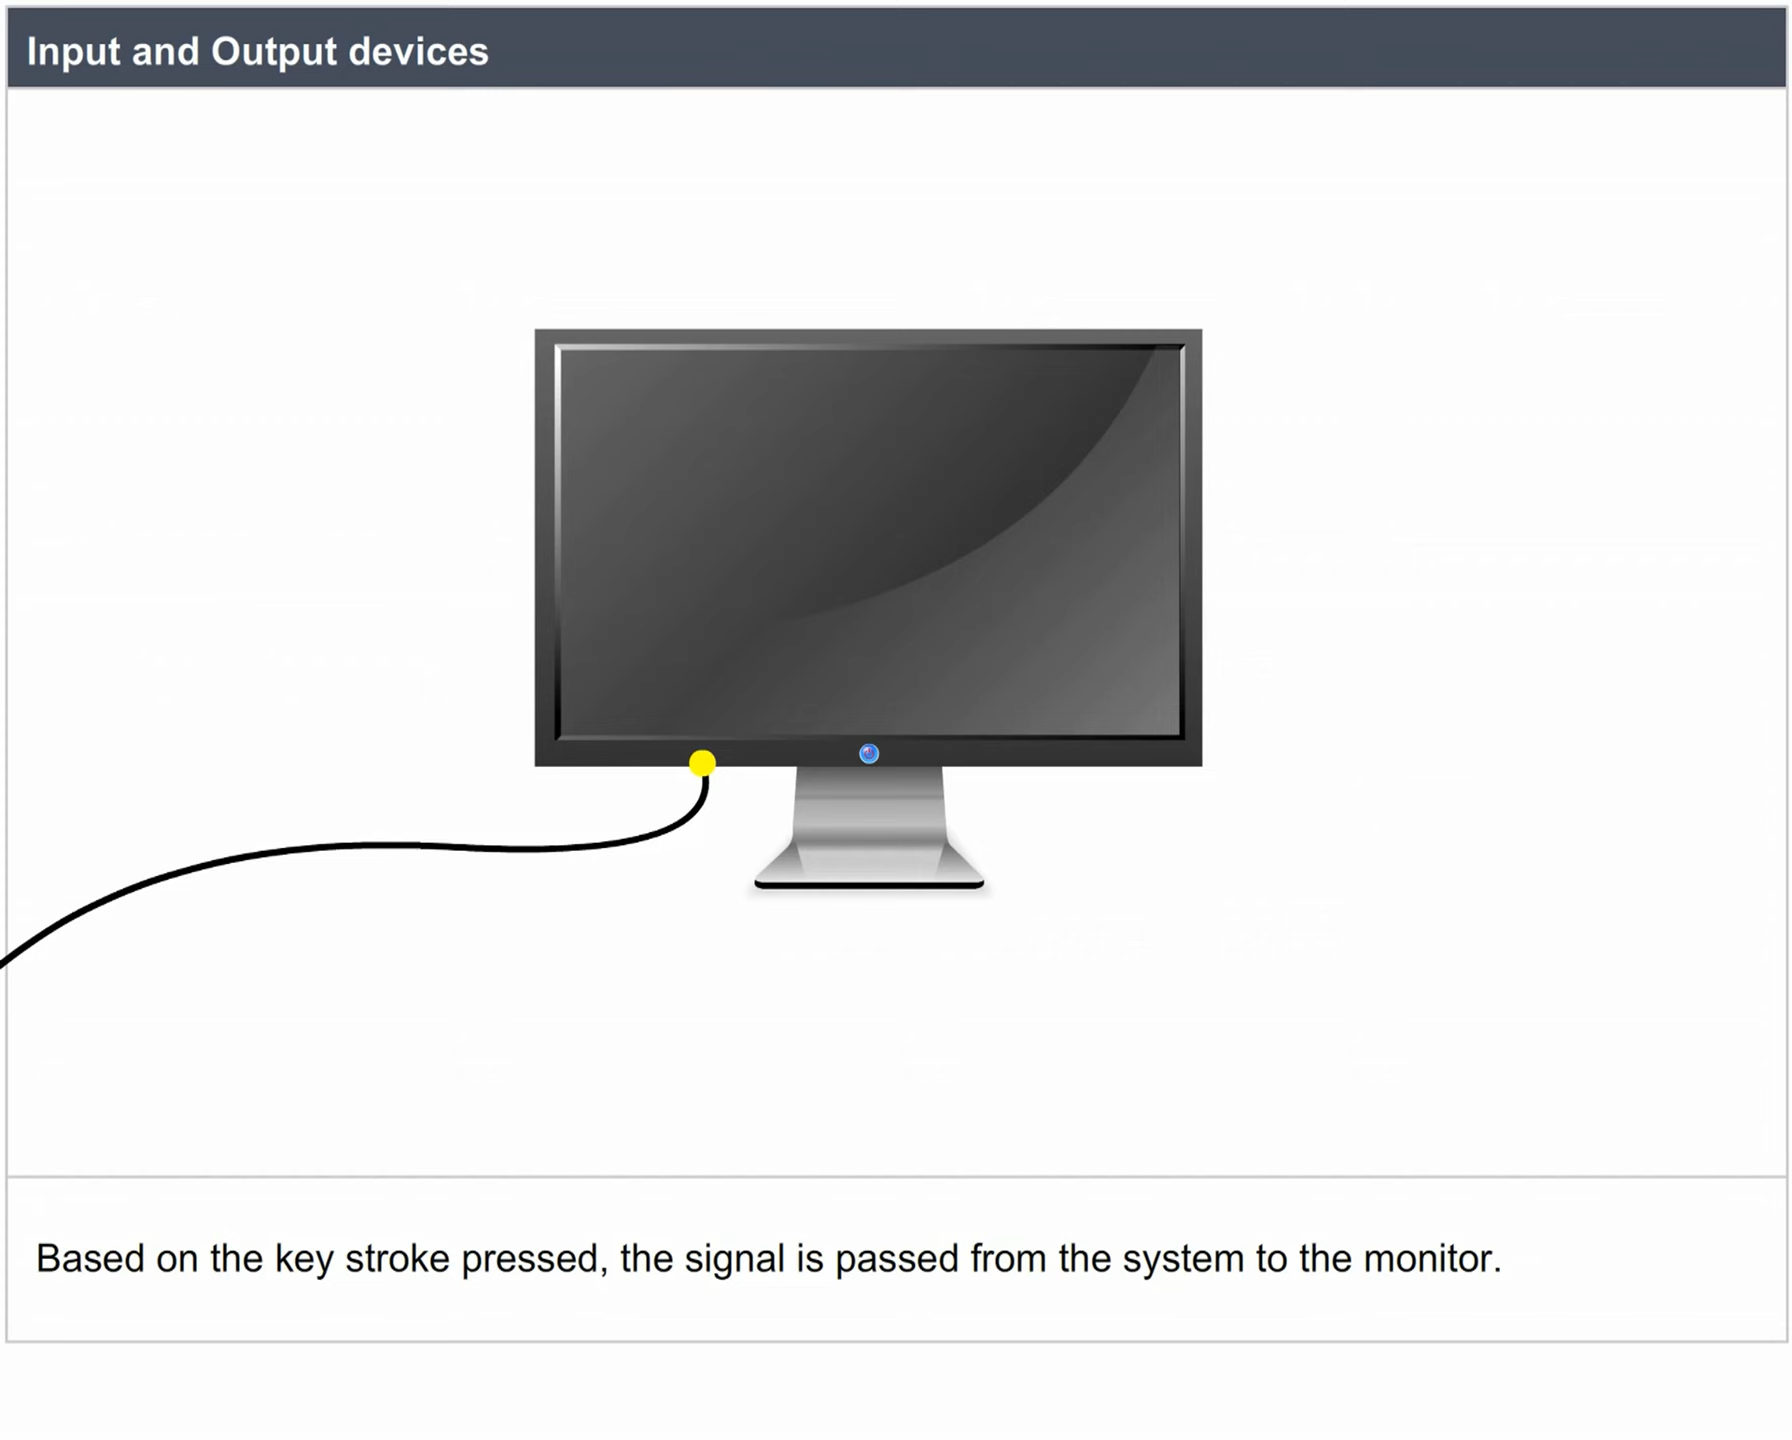 Input and Output devices
Based on the key stroke pressed, the signal is passed from the system to the monitor.